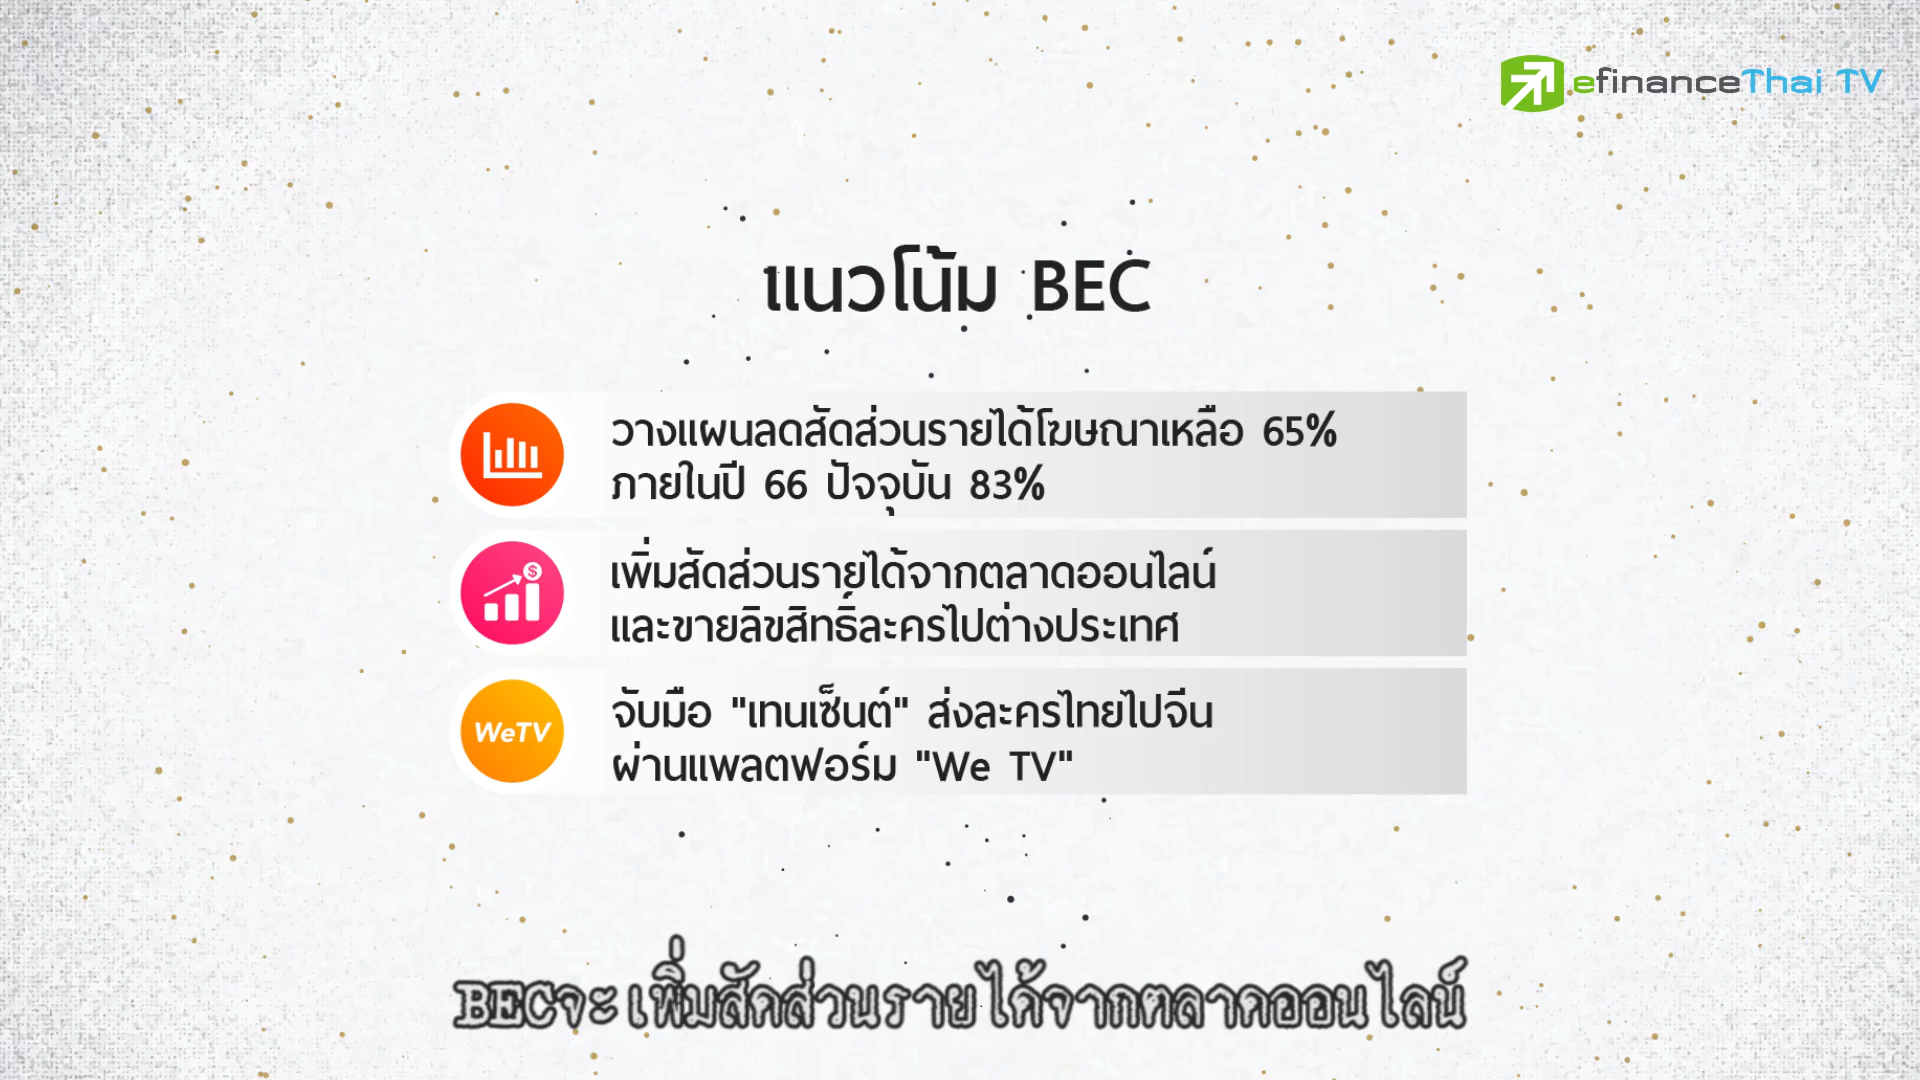 efinanceThai TV
แนวโน้ม BEC
วางแผนลดสัดส่วนรายได้โฆษณาเหลือ 65%
ภายในปี 66 ปัจจุบัน 83%
เพิ่มสัดส่วนรายได้จากตลาดออนไลน์
และขายลิขสิทธิ์ละครไปต่างประเทศ
WeTV
จับมือ "เทนเซ็นต์" ส่งละครไทยไปจีน
ผ่านแพลตฟอร์ม "We TV"
BECจะเพิ่มสัดส่วนรายได้จากตลาดออนไลน์